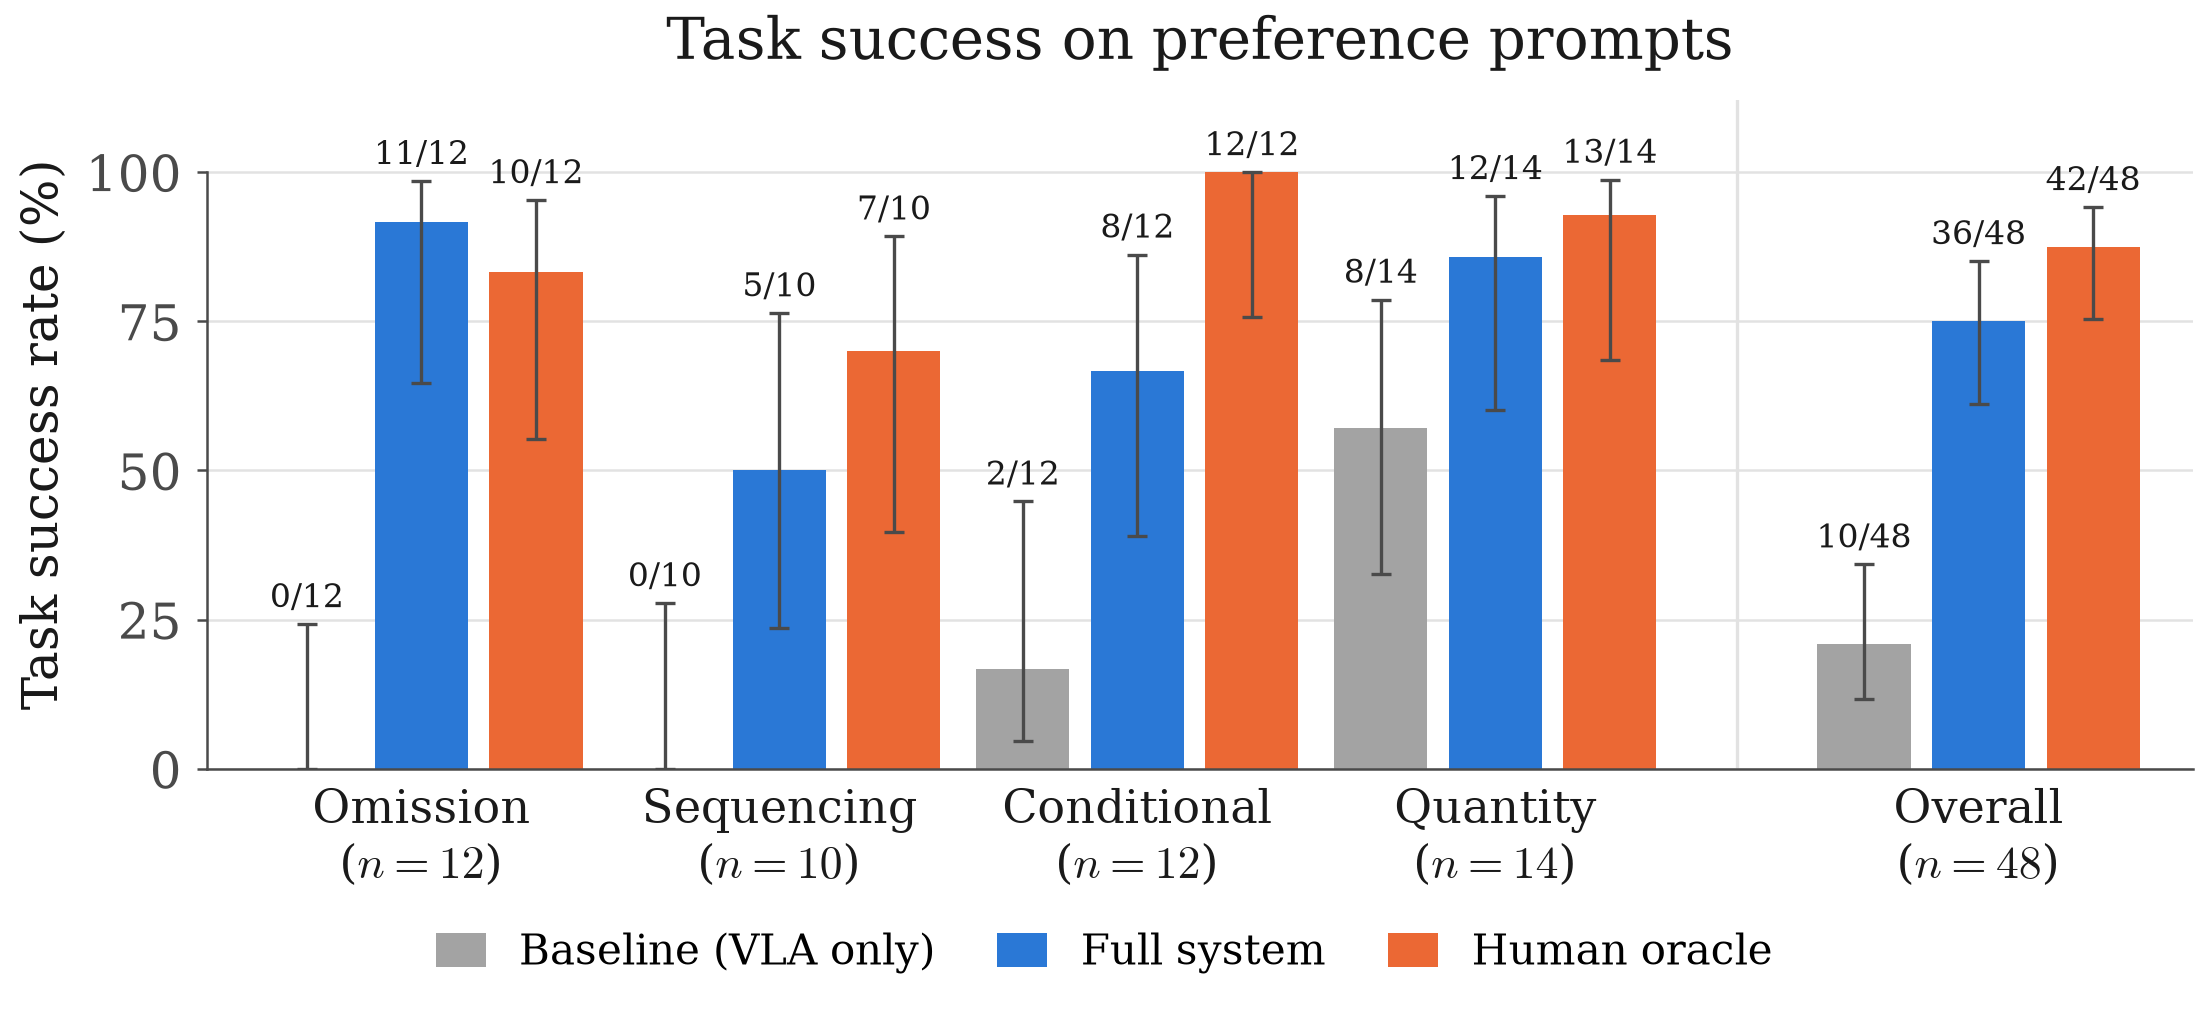 Task success on preference prompts
Task success rate (%)
100
75
50
25
0
0/12
11/12
10/12
0/10
5/10
7/10
2/12
8/12
12/12
8/14
12/14
13/14
10/48
36/48
42/48
Omission
(n = 12)
Sequencing
(n = 10)
Conditional
(n = 12)
Quantity
(n = 14)
Overall
(n = 48)
Baseline (VLA only)
Full system
Human oracle